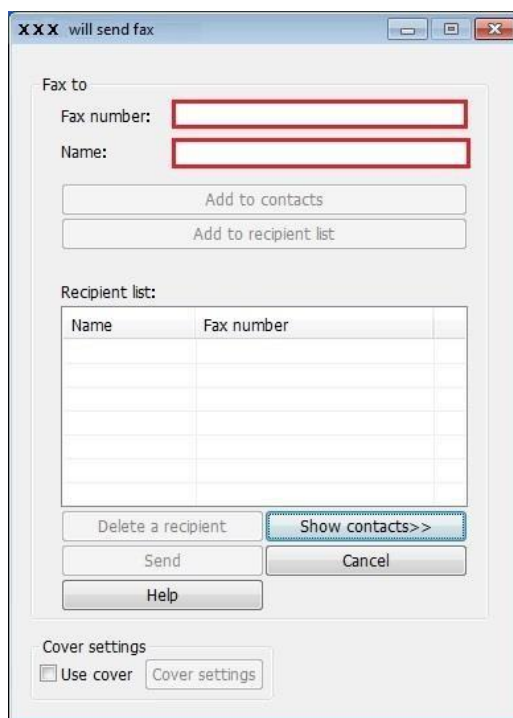 XXX will send fax
Fax to
Fax number:
Name:
Add to contacts
Add to recipient list
Recipient list:
Name Fax number
Delete a recipient Show contacts>>
Send Cancel
Help
Cover settings
Use cover Cover settings